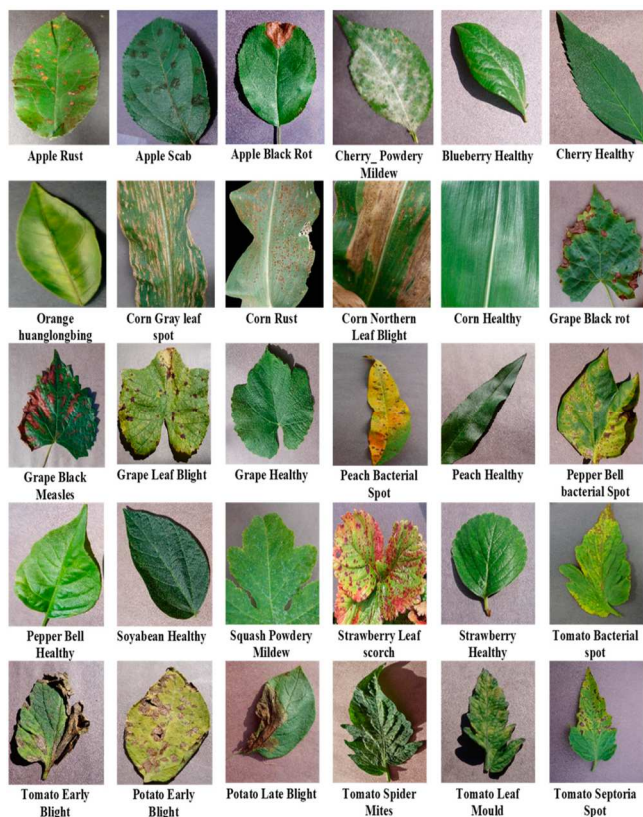 Apple Rust
Apple Scab
Apple Black Rot
Cherry_ Powdery
Mildew
Blueberry Healthy
Cherry Healthy
Orange
huanglongbing
Corn Gray leaf
spot
Corn Rust
Corn Northern
Leaf Blight
Corn Healthy
Grape Black rot
Grape Black
Measles
Grape Leaf Blight
Grape Healthy
Peach Bacterial
Spot
Peach Healthy
Pepper Bell
bacterial Spot
Pepper Bell
Healthy
Soyabean Healthy
Squash Powdery
Mildew
Strawberry Leaf
scorch
Strawberry
Healthy
Tomato Bacterial
spot
Tomato Early
Blight
Potato Early
Blight
Potato Late Blight
Tomato Spider
Mites
Tomato Leaf
Mould
Tomato Septoria
Spot